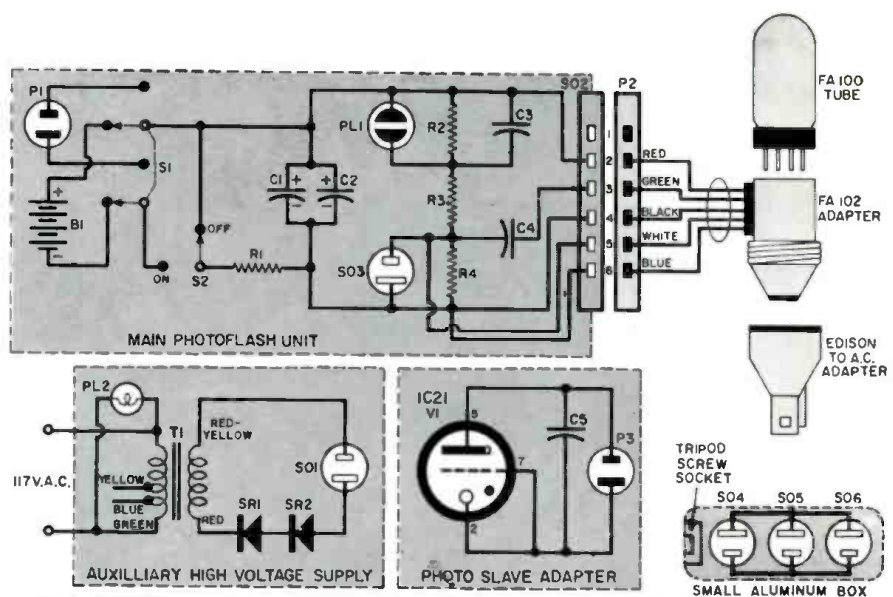 P1
S1
B1
+
-
OFF
ON
S2
R1
C1
+
+
C2
PL1
R2
C3
R3
C4
R4
SO3
SO2
P2
1
2
3
4
5
6
RED
GREEN
BLACK
WHITE
BLUE
MAIN PHOTOFLASH UNIT
FA 100
TUBE
FA 102
ADAPTER
EDISON
TO A.C.
ADAPTER
PL2
T1
117V.A.C.
YELLOW
BLUE
GREEN
RED-
YELLOW
RED
SR1
SR2
SO1
AUXILLIARY HIGH VOLTAGE SUPPLY
1C21
V1
5
7
2
C5
P3
PHOTO SLAVE ADAPTER
TRIPOD
SCREW
SOCKET
SO4
SO5
SO6
SMALL ALUMINUM BOX